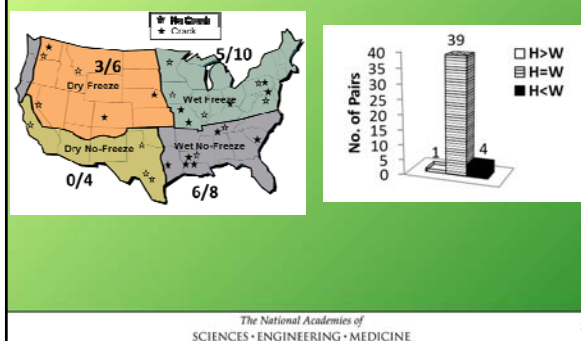 No Crack
Crack
5/10
3/6
Dry Freeze
Wet Freeze
Dry No-Freeze
Wet No-Freeze
0/4
6/8
No. of Pairs
40
35
30
25
20
15
10
5
0
39
1
4
H>W
H=W
H<W
The National Academies of
SCIENCES • ENGINEERING • MEDICINE